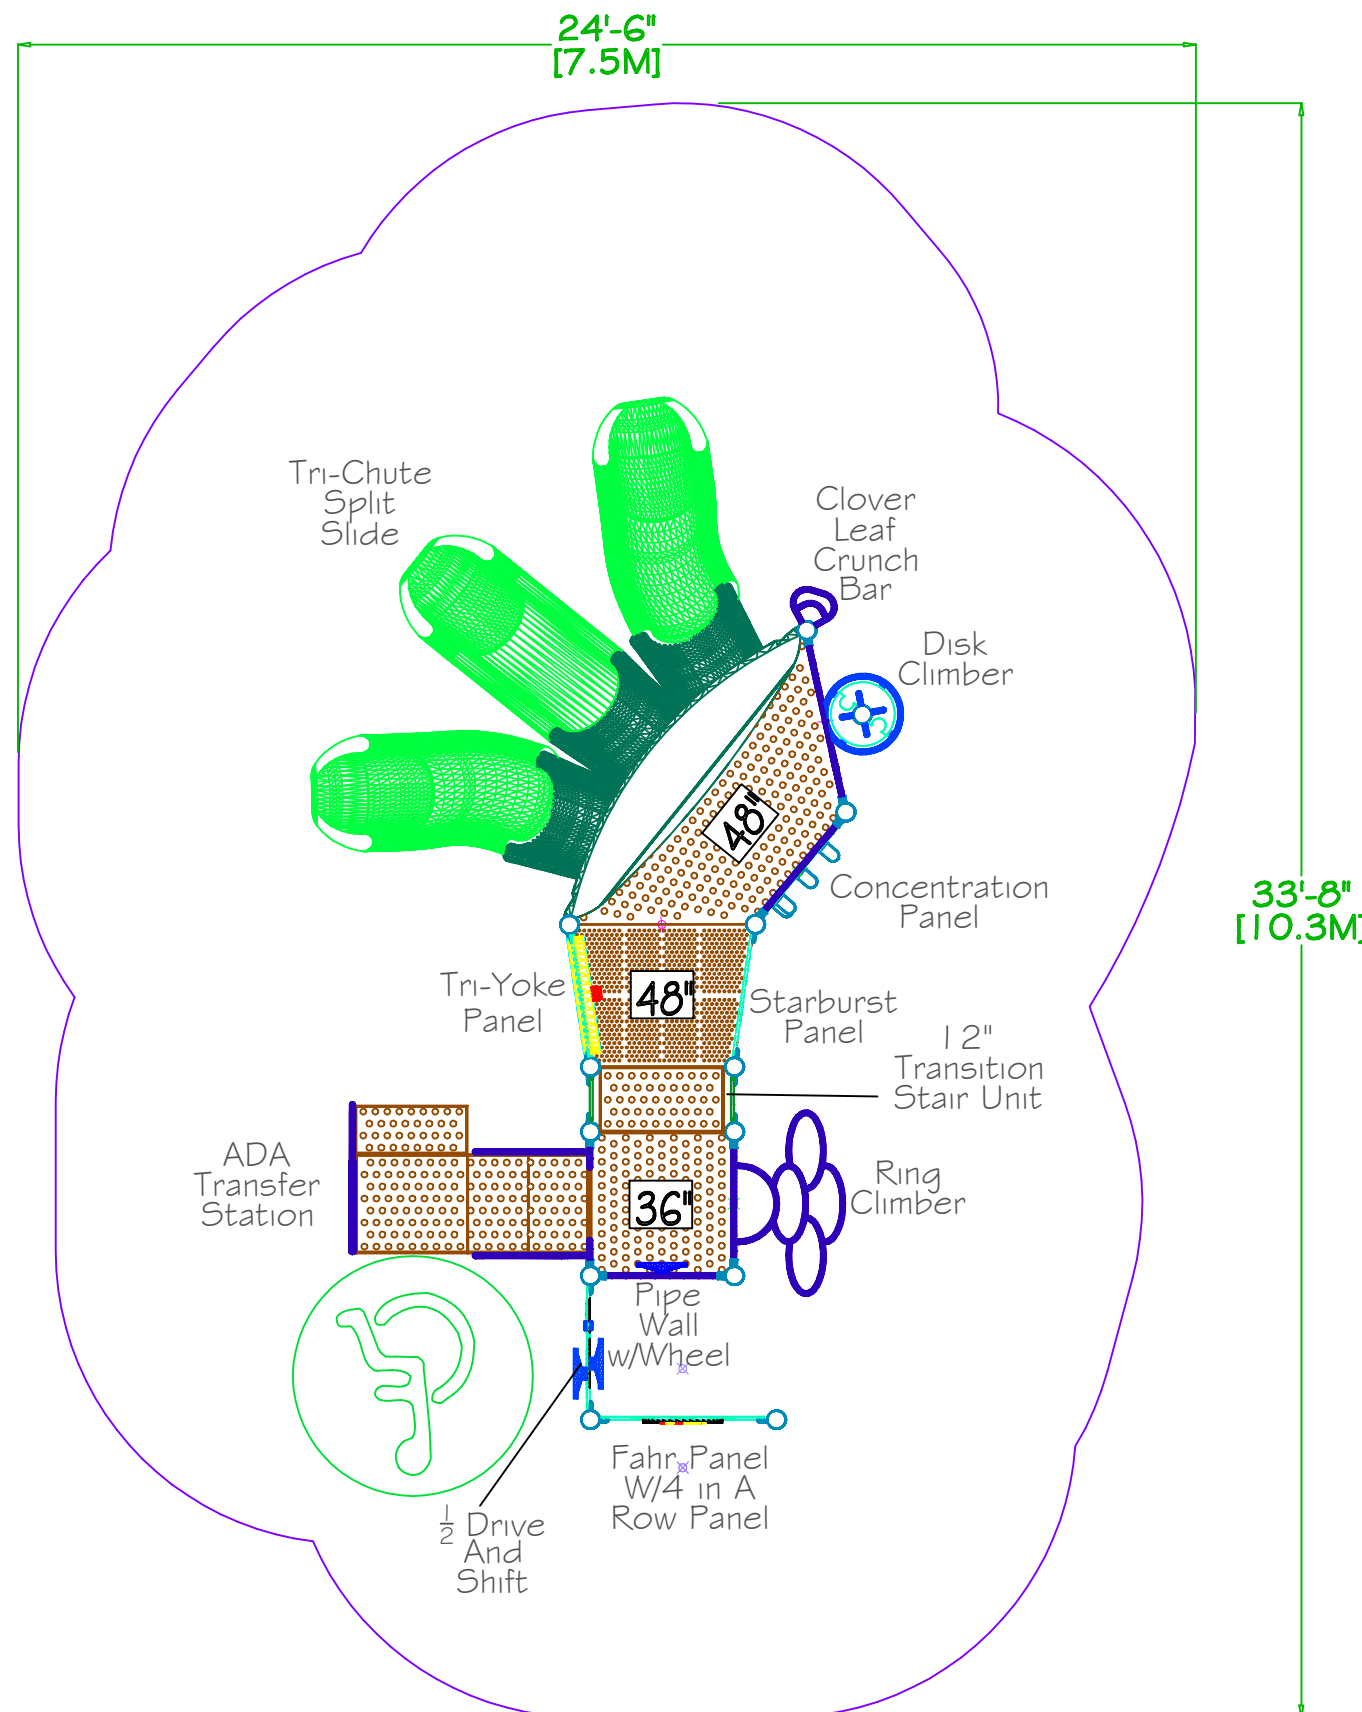 24'-6"
[7.5M]
Tri-Chute
Split
Slide
Clover
Leaf
Crunch
Bar
Disk
Climber
48"
Concentration
Panel
33'-8"
[10.3M]
Tri-Yoke
Panel
48"
Starburst
Panel
12"
Transition
Stair Unit
ADA
Transfer
Station
36"
Ring
Climber
Pipe
Wall
w/Wheel
Fahr Panel
W/4 in A
Row Panel
1/2 Drive
And
Shift